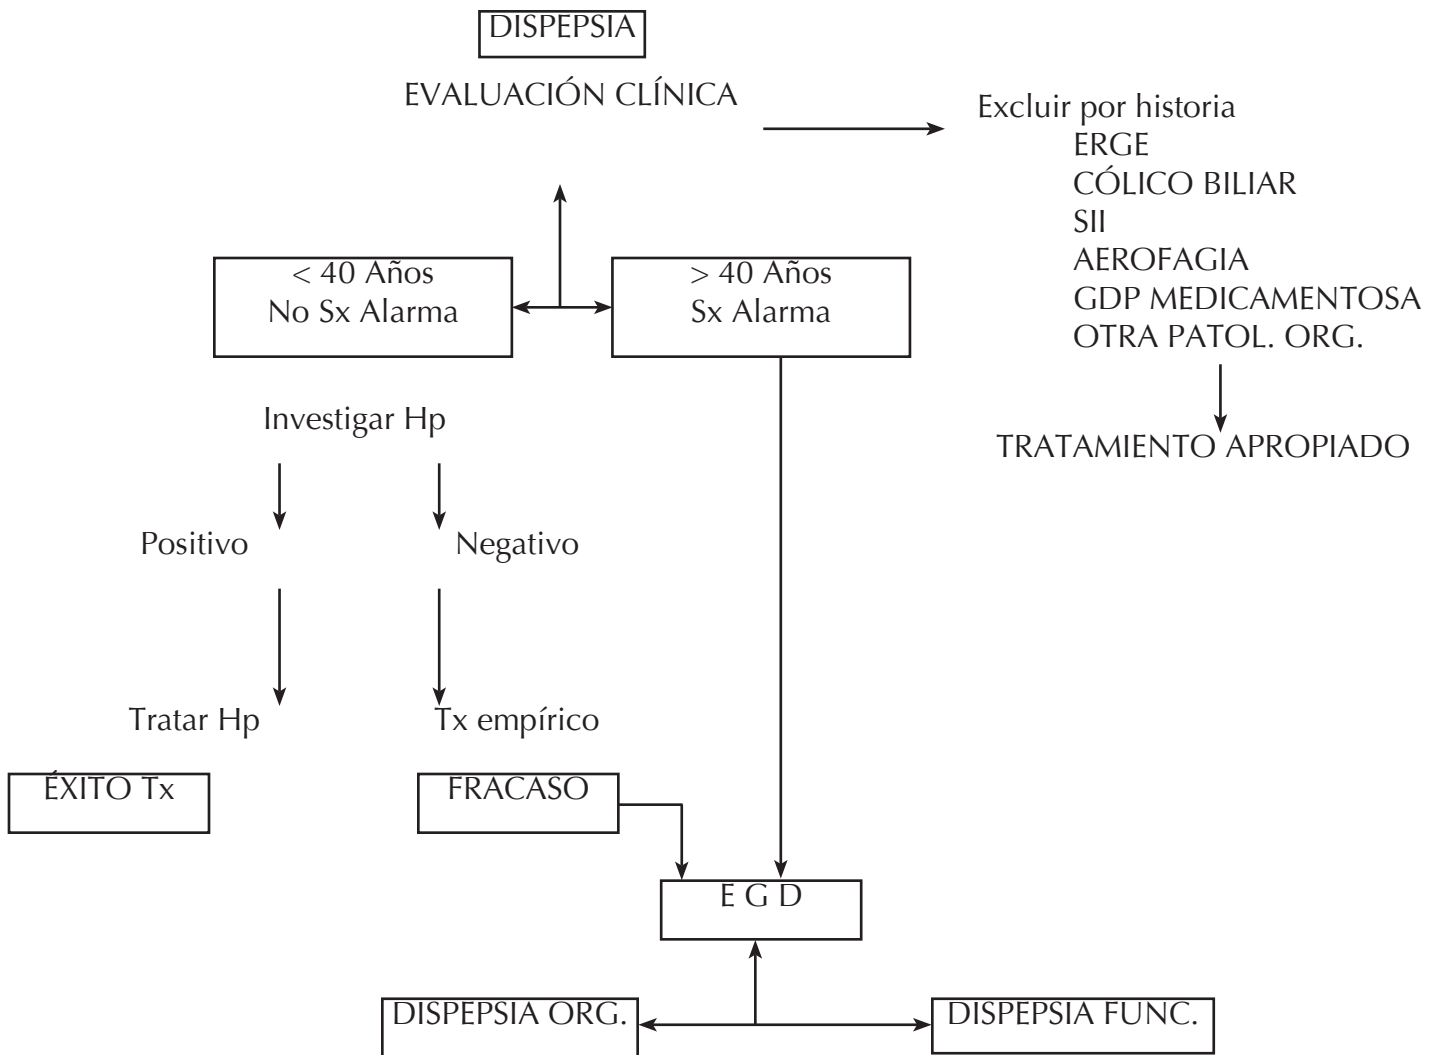 DISPEPSIA
EVALUACIÓN CLÍNICA
Excluir por historia
ERGE
CÓLICO BILIAR
SII
AEROFAGIA
GDP MEDICAMENTOSA
OTRA PATOL. ORG.
TRATAMIENTO APROPIADO
< 40 Años
No Sx Alarma
> 40 Años
Sx Alarma
Investigar Hp
Positivo
Negativo
Tratar Hp
Tx empírico
ÉXITO Tx
FRACASO
E G D
DISPEPSIA ORG.
DISPEPSIA FUNC.